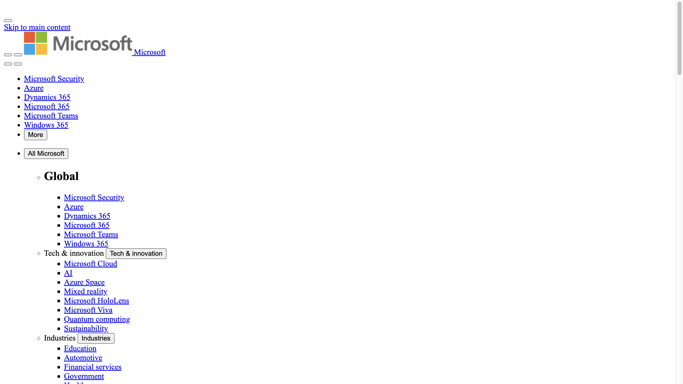 Skip to main content
Microsoft Microsoft
Microsoft Security
Azure
Dynamics 365
Microsoft 365
Microsoft Teams
Windows 365
More
All Microsoft
Global
Microsoft Security
Azure
Dynamics 365
Microsoft 365
Microsoft Teams
Windows 365
Tech & innovation Tech & innovation
Microsoft Cloud
AI
Azure Space
Mixed reality
Microsoft HoloLens
Microsoft Viva
Quantum computing
Sustainability
Industries Industries
Education
Automotive
Financial services
Government